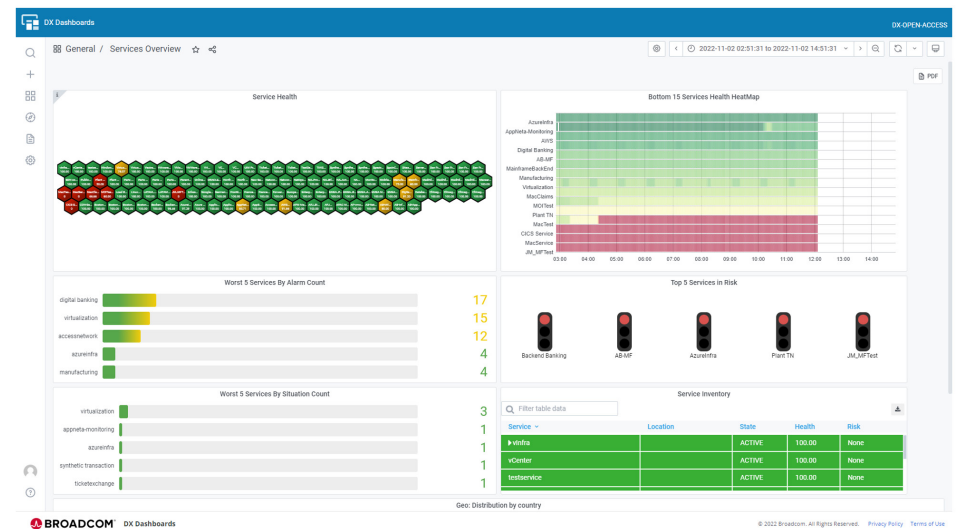 DX Dashboards
DX-OPEN-ACCESS
General / Services Overview
2022-11-02 02:51:31 to 2022-11-02 14:51:31
PDF
Service Health
Bottom 15 Services Health HeatMap
AzureInfra
Appneta-Monitoring
AWS
Digital Banking
AB-MF
MainframeBackEnd
Manufacturing
Virtualization
MacClaims
MOITest
Plant TN
MacTest
CICS Service
MacService
JM_MFTest
03:00 04:00 05:00 06:00 07:00 08:00 09:00 10:00 11:00 12:00 13:00 14:00
Worst 5 Services By Alarm Count
digital banking 17
virtualization 15
accessnetwork 12
azureinfra 4
manufacturing 4
Top 5 Services in Risk
Backend Banking AB-MF AzureInfra Plant TN JM_MFTest
Worst 5 Services By Situation Count
virtualization 3
appneta-monitoring 1
azureinfra 1
synthetic transaction 1
ticketexchange 1
Service Inventory
Filter table data
Service Location State Health Risk
vInfra ACTIVE 100.00 None
vCenter ACTIVE 100.00 None
testservice ACTIVE 100.00 None
Geo: Distribution by country
BROADCOM DX Dashboards
© 2022 Broadcom. All Rights Reserved. Privacy Policy Terms of Use